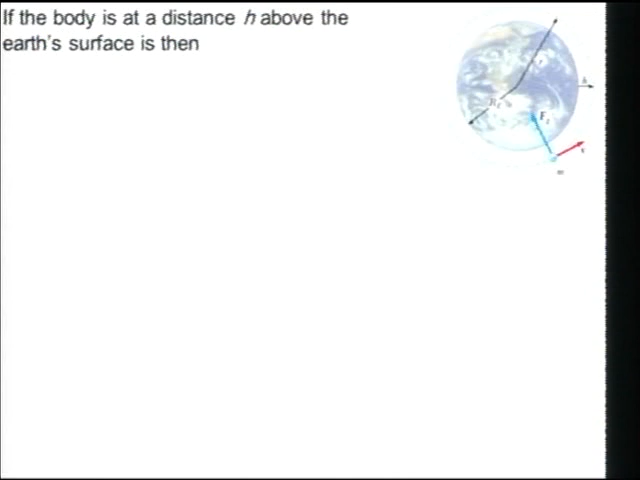 If the body is at a distance h above the
earth's surface is then
h
r
R
F
v
m